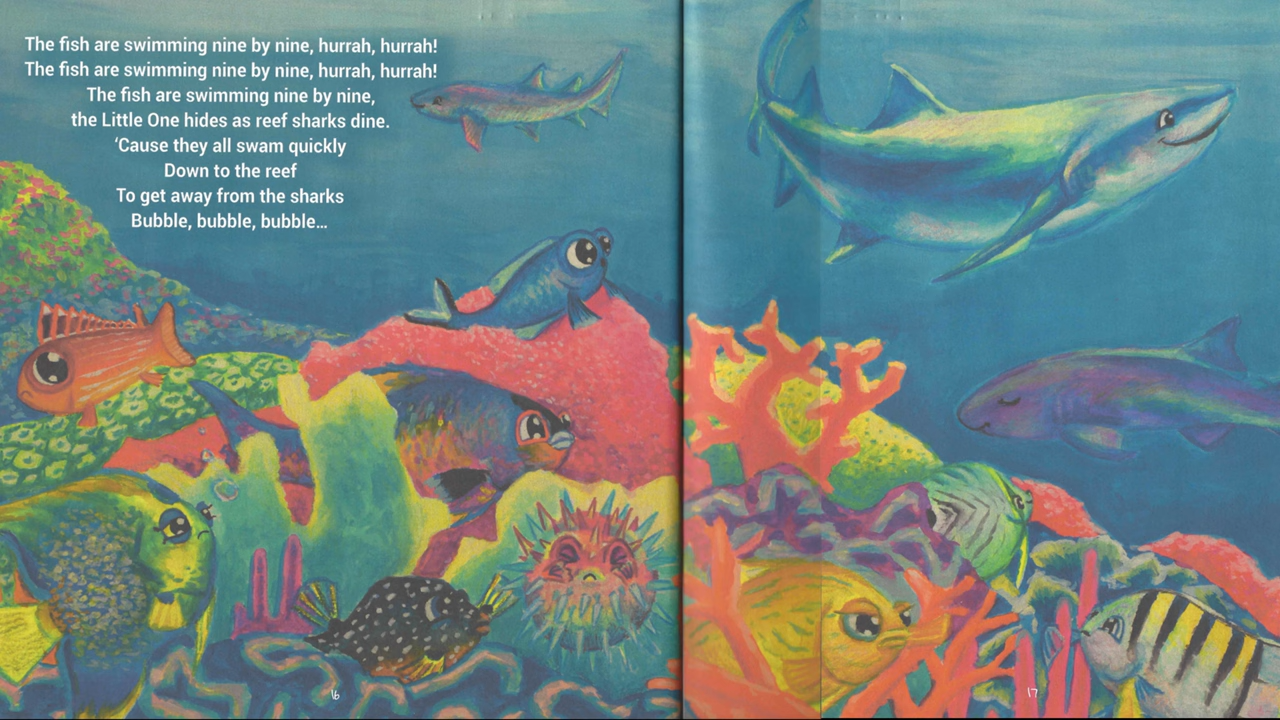 The fish are swimming nine by nine, hurrah, hurrah!
The fish are swimming nine by nine, hurrah, hurrah!
The fish are swimming nine by nine,
the Little One hides as reef sharks dine.
‘Cause they all swam quickly
Down to the reef
To get away from the sharks
Bubble, bubble, bubble...
16
17